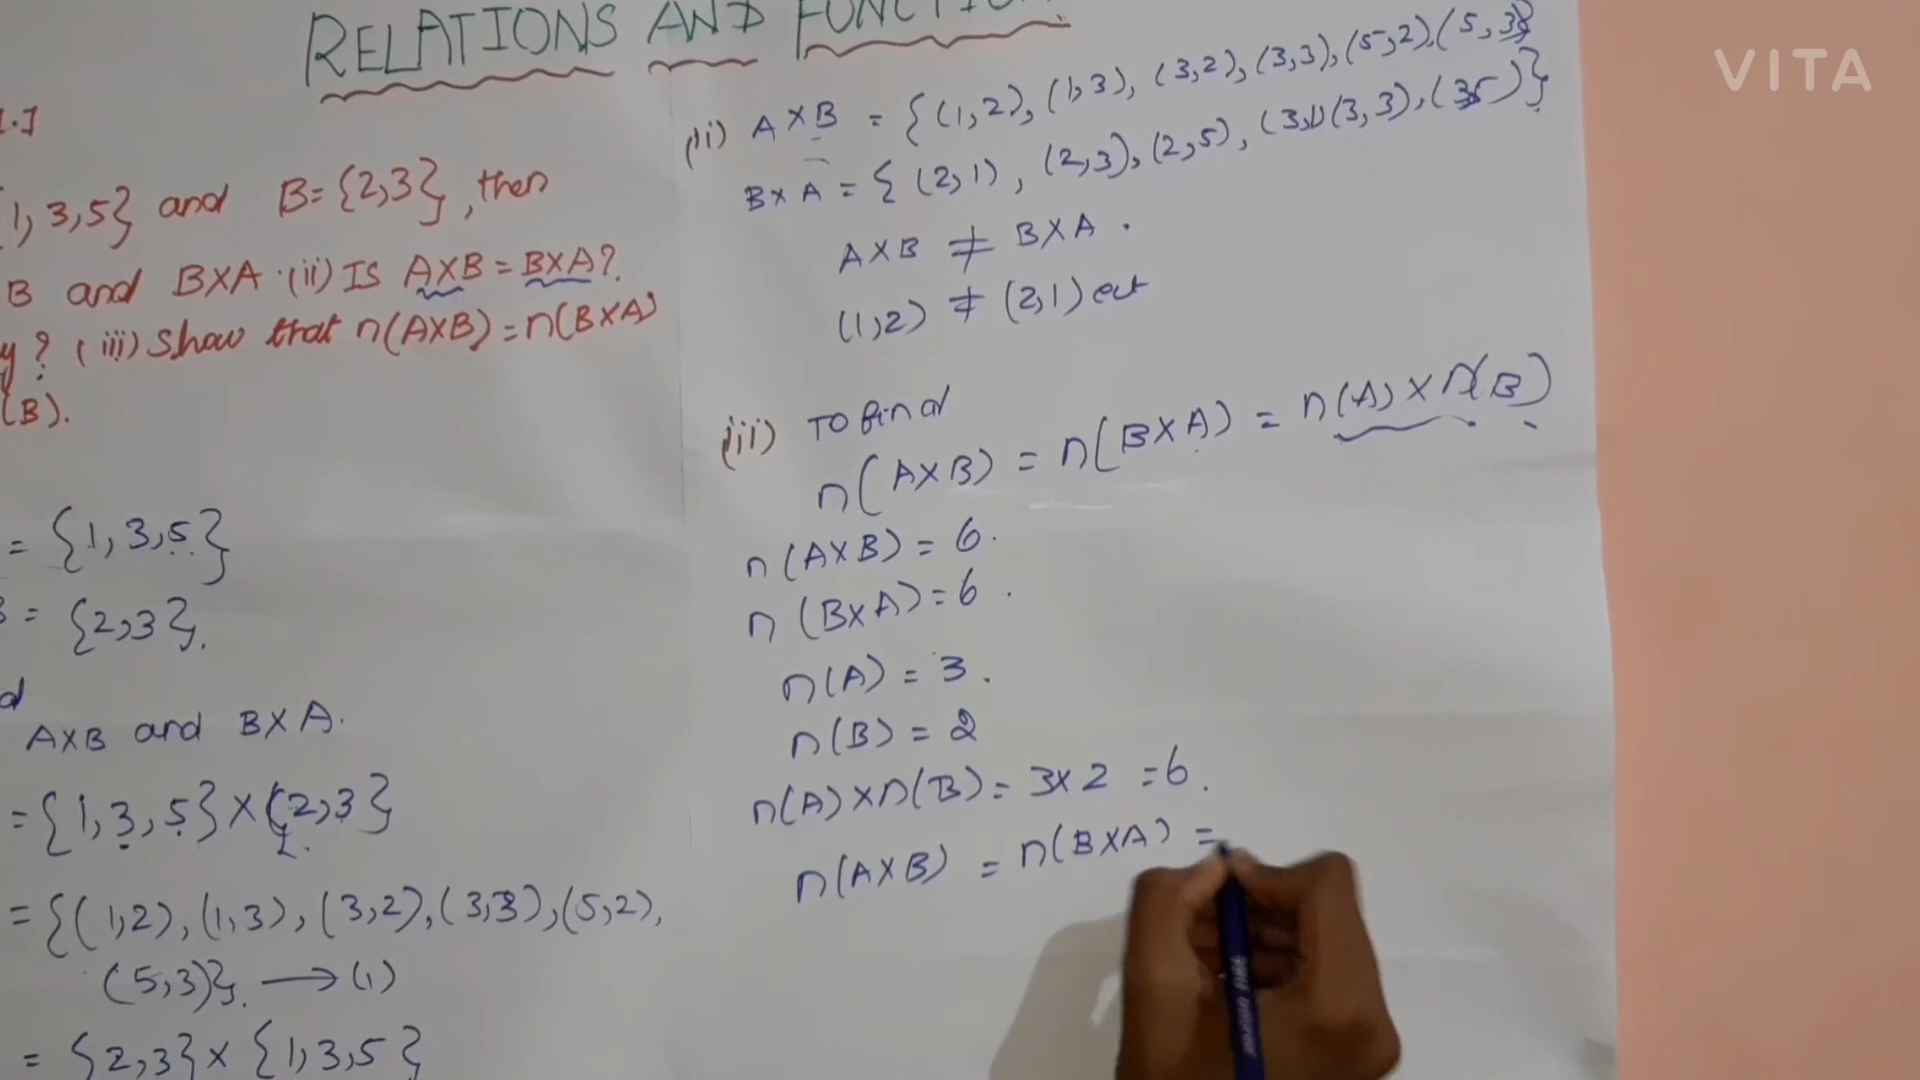 RELATIONS AND FUNCTIO
VITA
1.1
{1, 3, 5} and B = {2, 3}, then
B and B×A. (ii) Is A×B = B×A?
y? (iii) Show that n(A×B) = n(B×A)
(B).
= {1, 3, 5}
= {2, 3}.
A×B and B×A.
= {1, 3, 5} × {2, 3}
= {(1,2), (1,3), (3,2), (3,3), (5,2),
(5,3)}. → (1)
= {2, 3} × {1, 3, 5}
(ii) A×B = {(1,2), (1,3), (3,2), (3,3), (5,2), (5,3)}
B×A = {(2,1), (2,3), (2,5), (3,1)(3,3), (3,5)}
A×B ≠ B×A.
(1,2) ≠ (2,1) ect
(iii) To find
n(A×B) = n(B×A) = n(A) × n(B)
n(A×B) = 6.
n(B×A) = 6.
n(A) = 3.
n(B) = 2
n(A)×n(B) = 3×2 = 6.
n(A×B) = n(B×A) =